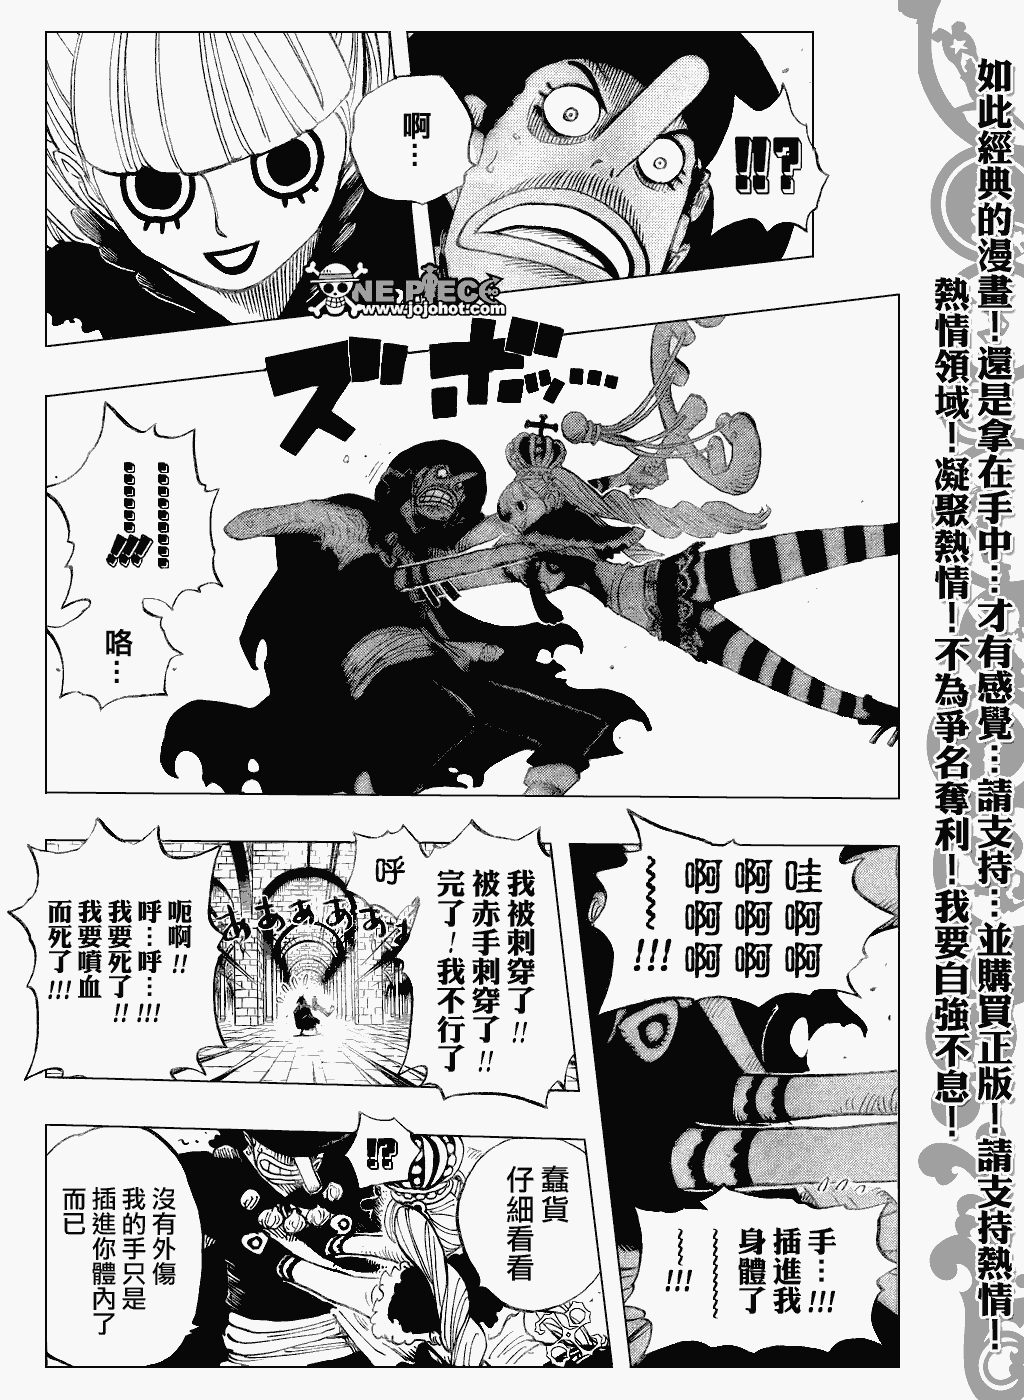 如此經典的漫畫！還是拿在手中…才有感覺…請支持…並購買正版！請支持熱情！
熱情領域！凝聚熱情！不為爭名奪利！我要自強不息！
!!?
啊…
ONE PIECE
www.jojohot.com
ズボッ……
!!!
咯…
哇啊啊
啊啊啊
啊啊啊
~~!!!
手…!!!
插進我
身體了
~~!!!
我被刺穿了!!
被赤手刺穿了!!
完了！我不行了
呼
ああぁぁあぁ
呃啊!!
呼…呼…!!!
我要死了!!
我要噴血
而死了!!!
蠢貨
仔細看看
!?
沒有外傷
我的手只是
插進你體內了
而已